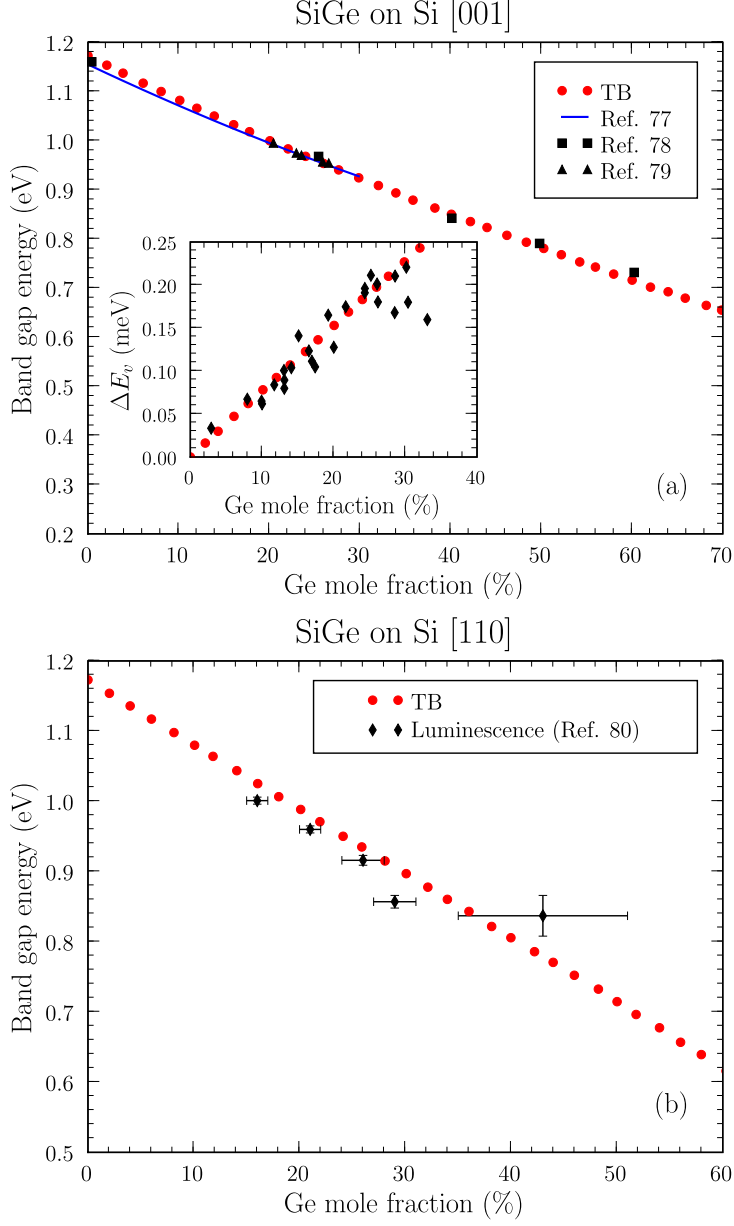 SiGe on Si [001]
1.2
1.1
1.0
0.9
0.8
0.7
0.6
0.5
0.4
0.3
0.2
Band gap energy (eV)
TB
Ref. 77
Ref. 78
Ref. 79
0.25
0.20
0.15
0.10
0.05
0.00
ΔE_v (meV)
0 10 20 30 40
Ge mole fraction (%)
(a)
0 10 20 30 40 50 60 70
Ge mole fraction (%)
SiGe on Si [110]
1.2
1.1
1.0
0.9
0.8
0.7
0.6
0.5
Band gap energy (eV)
TB
Luminescence (Ref. 80)
(b)
0 10 20 30 40 50 60
Ge mole fraction (%)